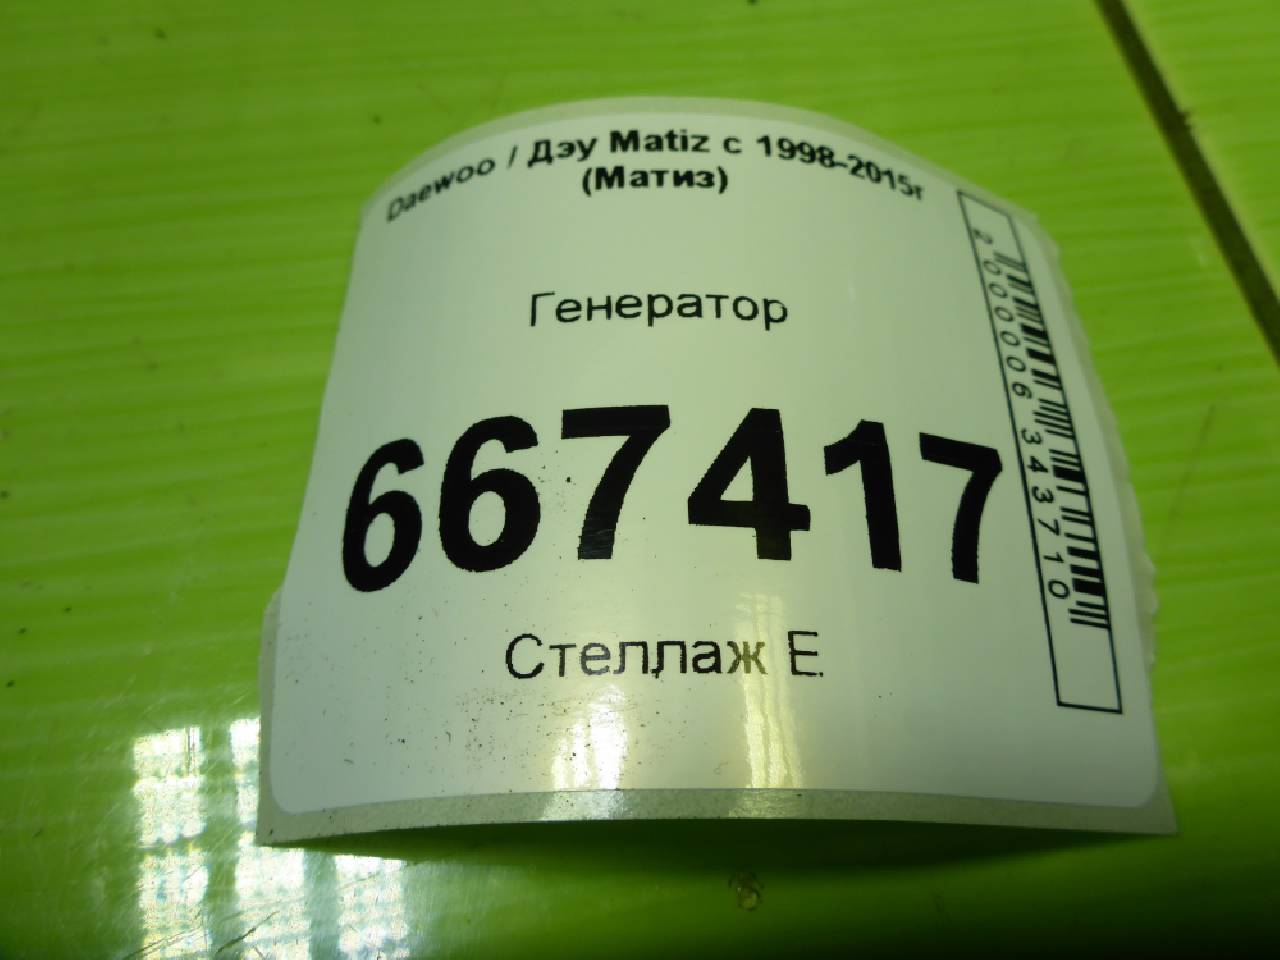 Daewoo / Дэу Matiz с 1998-2015г
(Матиз)
Генератор
667417
Стеллаж Е
2000006343710